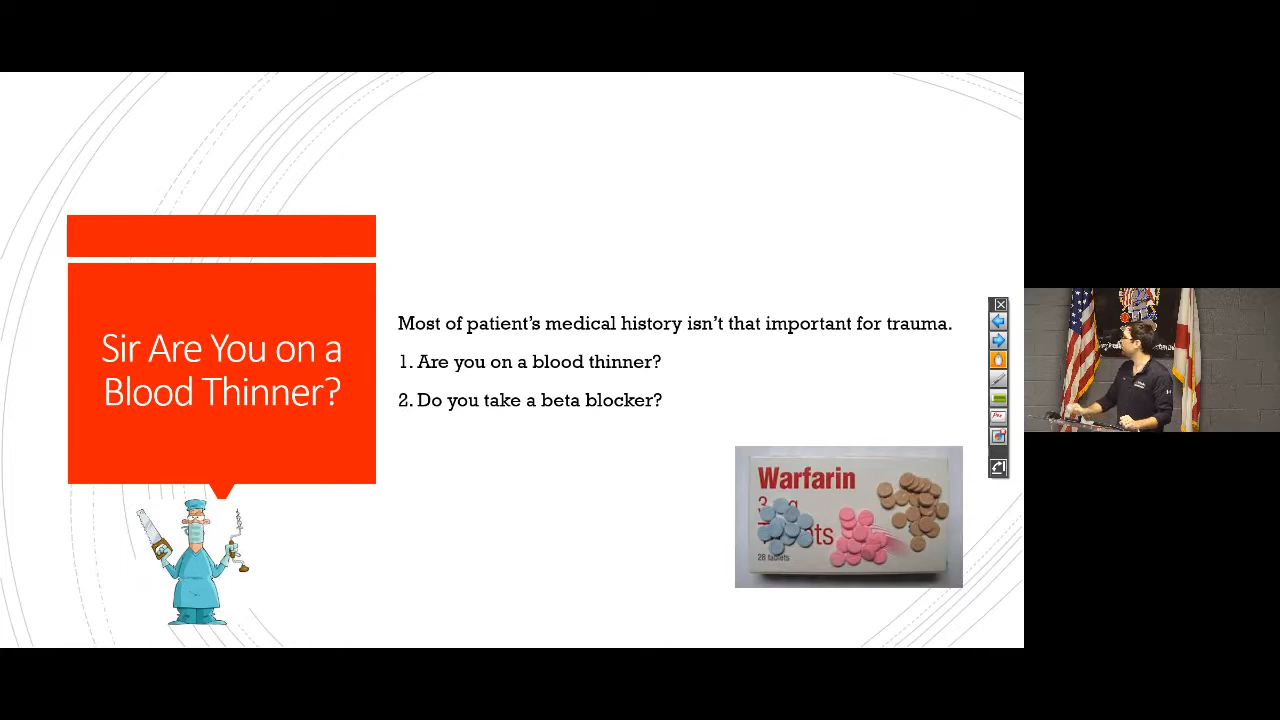 Sir Are You on a
Blood Thinner?
Most of patient's medical history isn't that important for trauma.
1. Are you on a blood thinner?
2. Do you take a beta blocker?
Warfarin
28 tablets